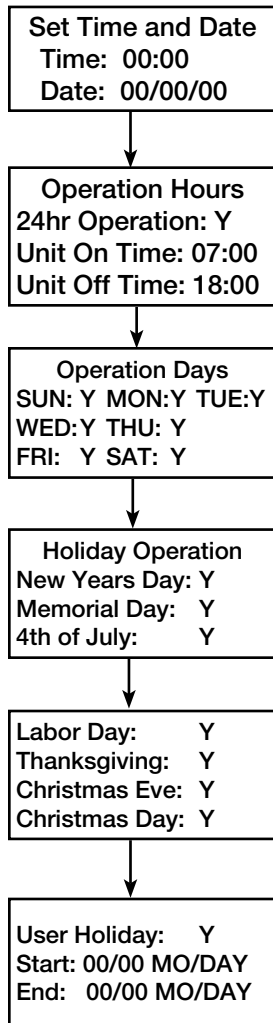 Set Time and Date
Time: 00:00
Date: 00/00/00
Operation Hours
24hr Operation: Y
Unit On Time: 07:00
Unit Off Time: 18:00
Operation Days
SUN: Y MON:Y TUE:Y
WED:Y THU: Y
FRI: Y SAT: Y
Holiday Operation
New Years Day: Y
Memorial Day: Y
4th of July: Y
Labor Day: Y
Thanksgiving: Y
Christmas Eve: Y
Christmas Day: Y
User Holiday: Y
Start: 00/00 MO/DAY
End: 00/00 MO/DAY